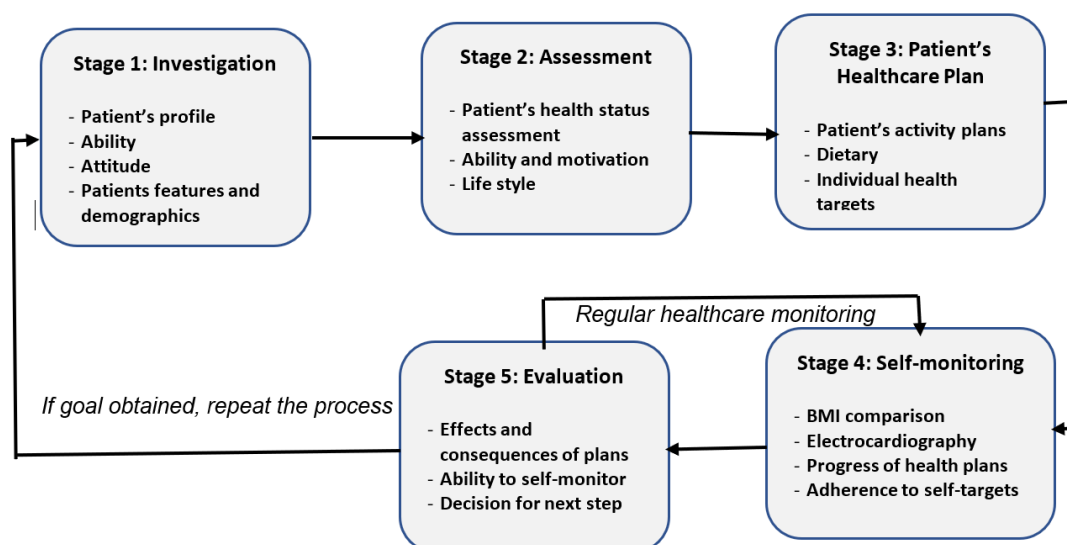 Stage 1: Investigation
- Patient's profile
- Ability
- Attitude
- Patients features and
demographics
Stage 2: Assessment
- Patient's health status
assessment
- Ability and motivation
- Life style
Stage 3: Patient's
Healthcare Plan
- Patient's activity plans
- Dietary
- Individual health
targets
Regular healthcare monitoring
Stage 4: Self-monitoring
- BMI comparison
- Electrocardiography
- Progress of health plans
- Adherence to self-targets
Stage 5: Evaluation
- Effects and
consequences of plans
- Ability to self-monitor
- Decision for next step
If goal obtained, repeat the process